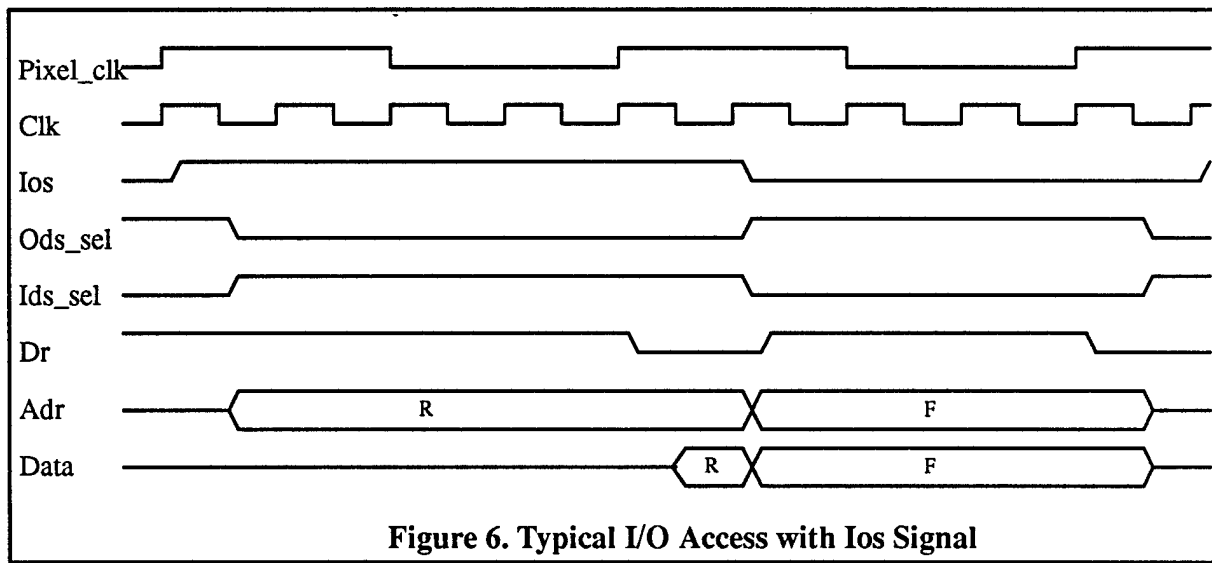 Pixel_clk
Clk
Ios
Ods_sel
Ids_sel
Dr
Adr R F
Data R F
Figure 6. Typical I/O Access with Ios Signal